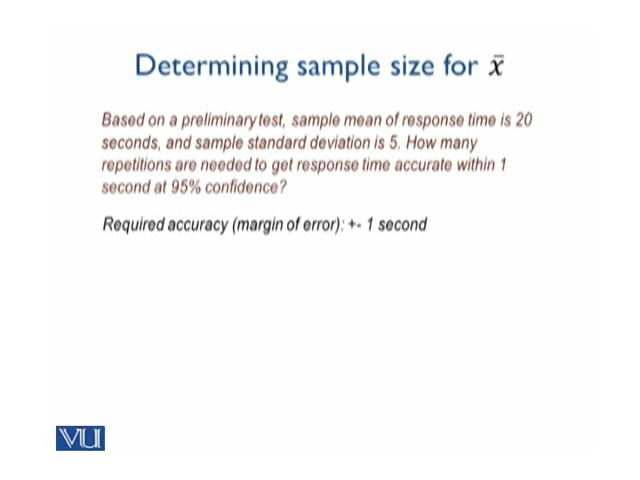 Determining sample size for x̄
Based on a preliminary test, sample mean of response time is 20
seconds, and sample standard deviation is 5. How many
repetitions are needed to get response time accurate within 1
second at 95% confidence?
Required accuracy (margin of error): +- 1 second
VU